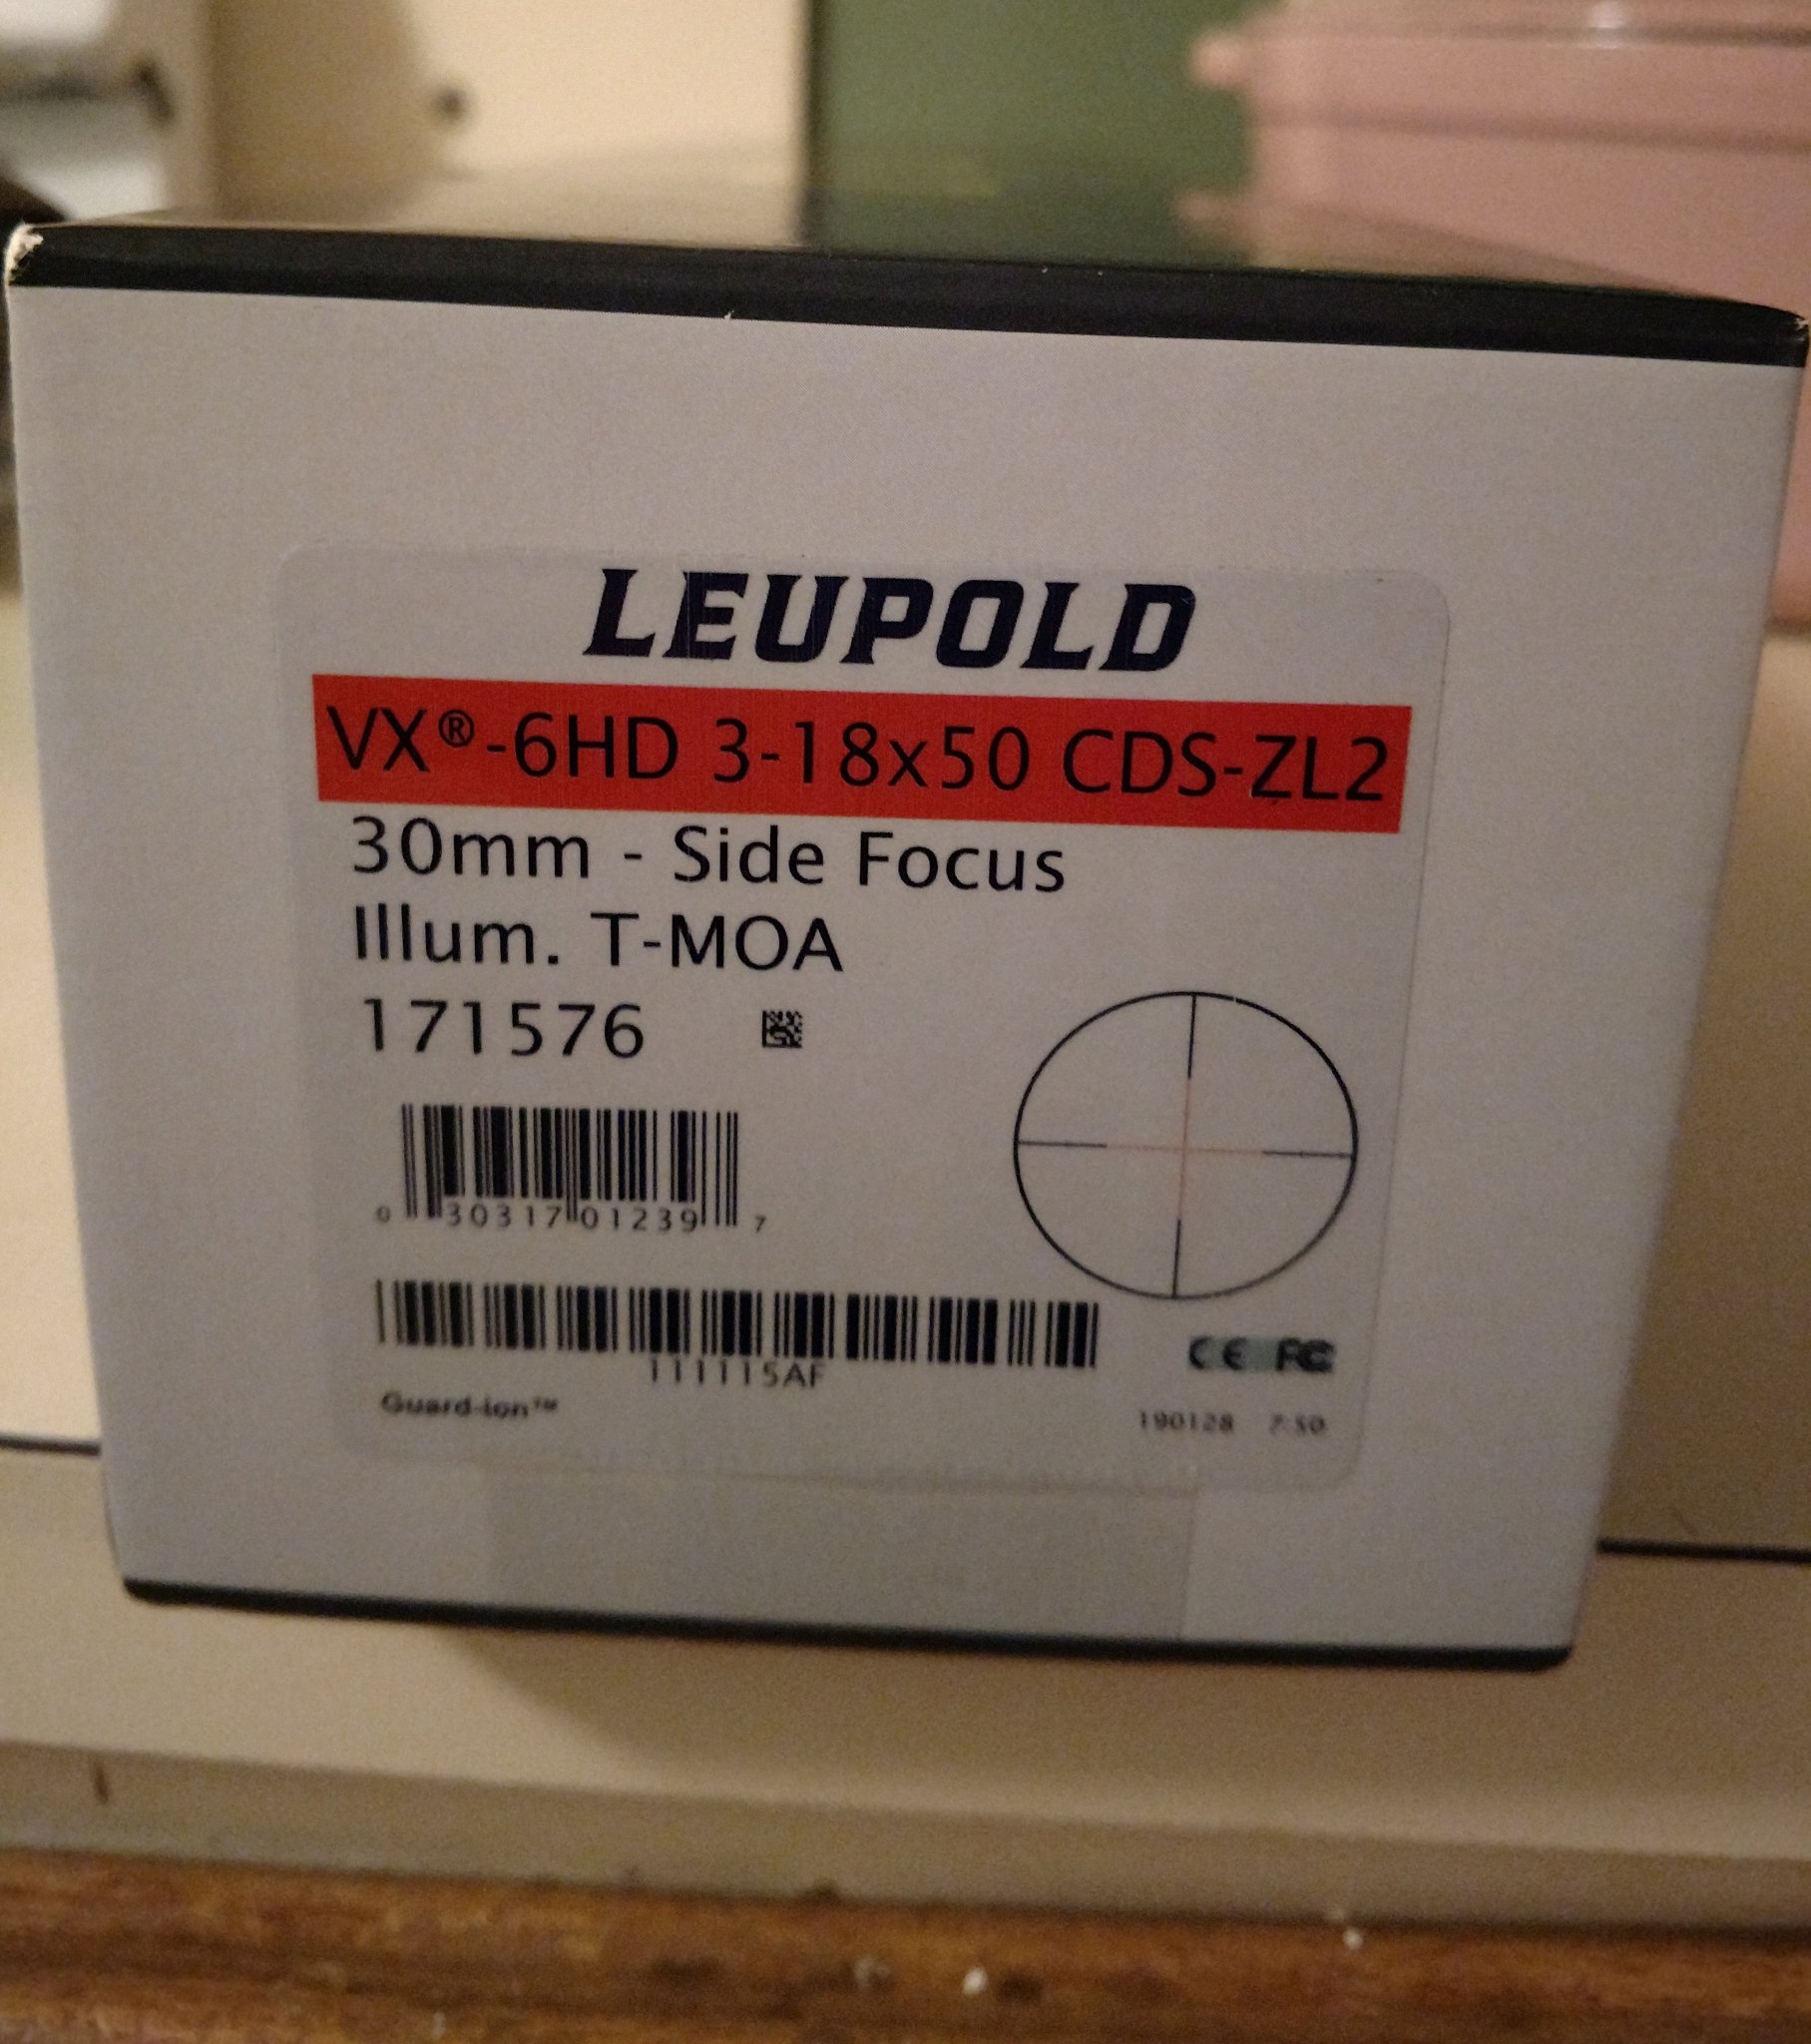 LEUPOLD
VX®-6HD 3-18x50 CDS-ZL2
30mm - Side Focus
Illum. T-MOA
171576
0 30317 01239 7
111115AF
CE FC
Guard-ion™
190128 7:50